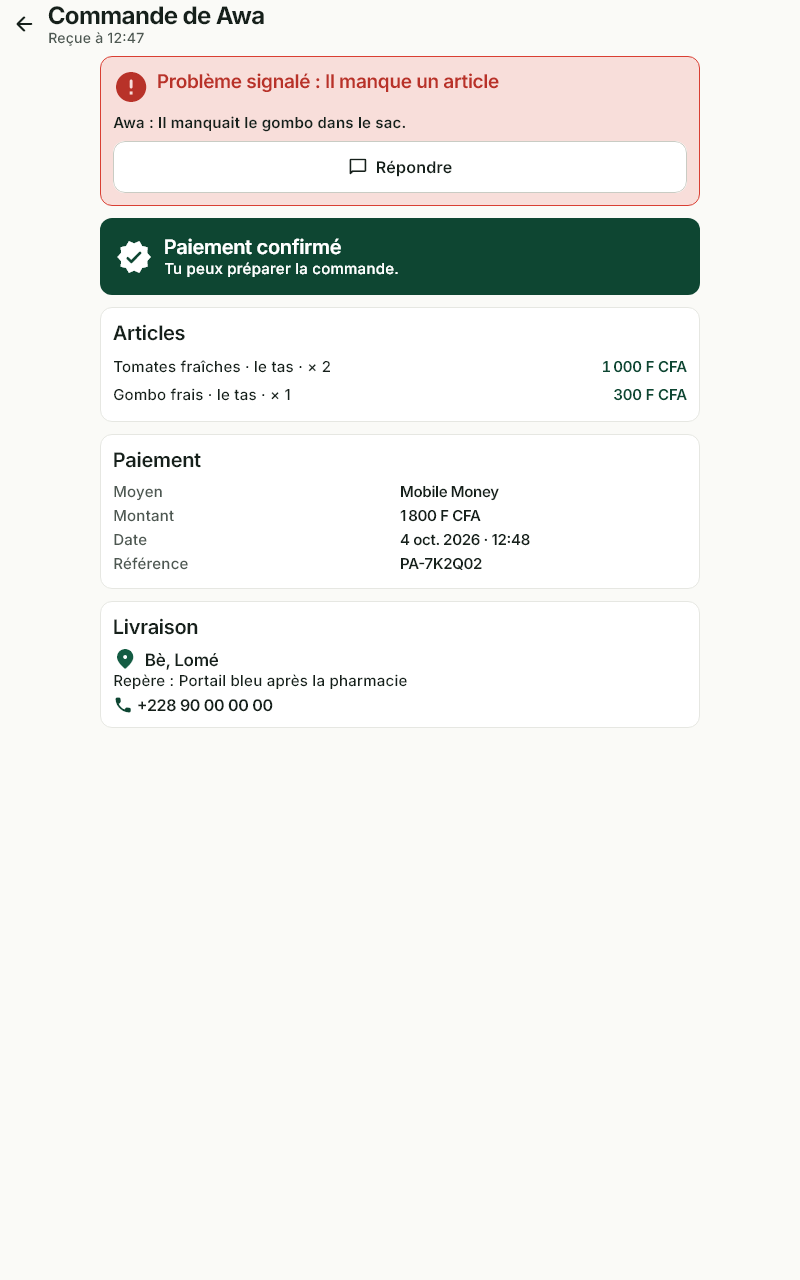 Commande de Awa
Reçue à 12:47
Problème signalé : Il manque un article
Awa : Il manquait le gombo dans le sac.
Répondre
Paiement confirmé
Tu peux préparer la commande.
Articles
Tomates fraîches · le tas · × 2 1 000 F CFA
Gombo frais · le tas · × 1 300 F CFA
Paiement
Moyen Mobile Money
Montant 1 800 F CFA
Date 4 oct. 2026 · 12:48
Référence PA-7K2Q02
Livraison
Bè, Lomé
Repère : Portail bleu après la pharmacie
+228 90 00 00 00